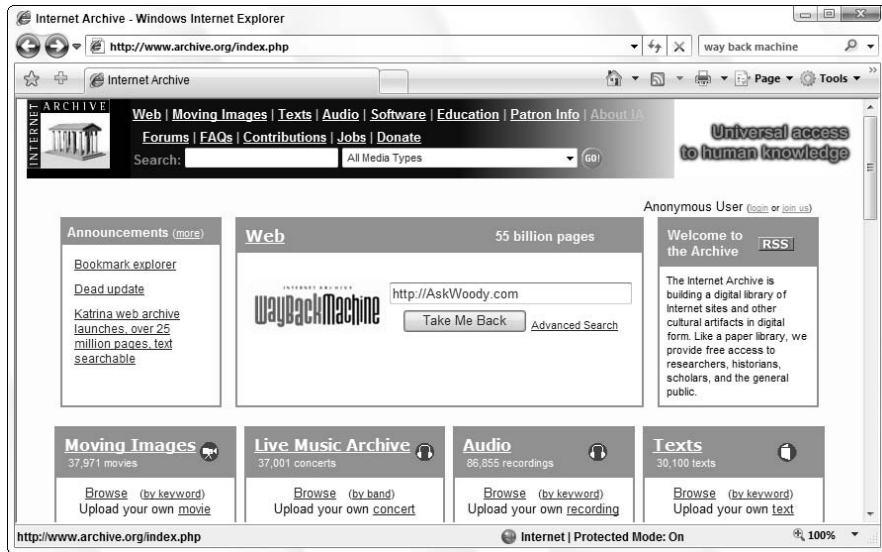 Internet Archive - Windows Internet Explorer
http://www.archive.org/index.php
way back machine
Internet Archive
Page
Tools
INTERNET ARCHIVE
Web | Moving Images | Texts | Audio | Software | Education | Patron Info | About IA
Forums | FAQs | Contributions | Jobs | Donate
Search:
All Media Types
GO!
Universal access
to human knowledge
Anonymous User (login or join us)
Announcements (more)
Bookmark explorer
Dead update
Katrina web archive
launches, over 25
million pages, text
searchable
Web
55 billion pages
INTERNET ARCHIVE
WayBackMachine
http://AskWoody.com
Take Me Back
Advanced Search
Welcome to
the Archive
RSS
The Internet Archive is
building a digital library of
Internet sites and other
cultural artifacts in digital
form. Like a paper library, we
provide free access to
researchers, historians,
scholars, and the general
public.
Moving Images
37,971 movies
Browse (by keyword)
Upload your own movie
Live Music Archive
37,001 concerts
Browse (by band)
Upload your own concert
Audio
86,855 recordings
Browse (by keyword)
Upload your own recording
Texts
30,100 texts
Browse (by keyword)
Upload your own text
http://www.archive.org/index.php
Internet | Protected Mode: On
100%